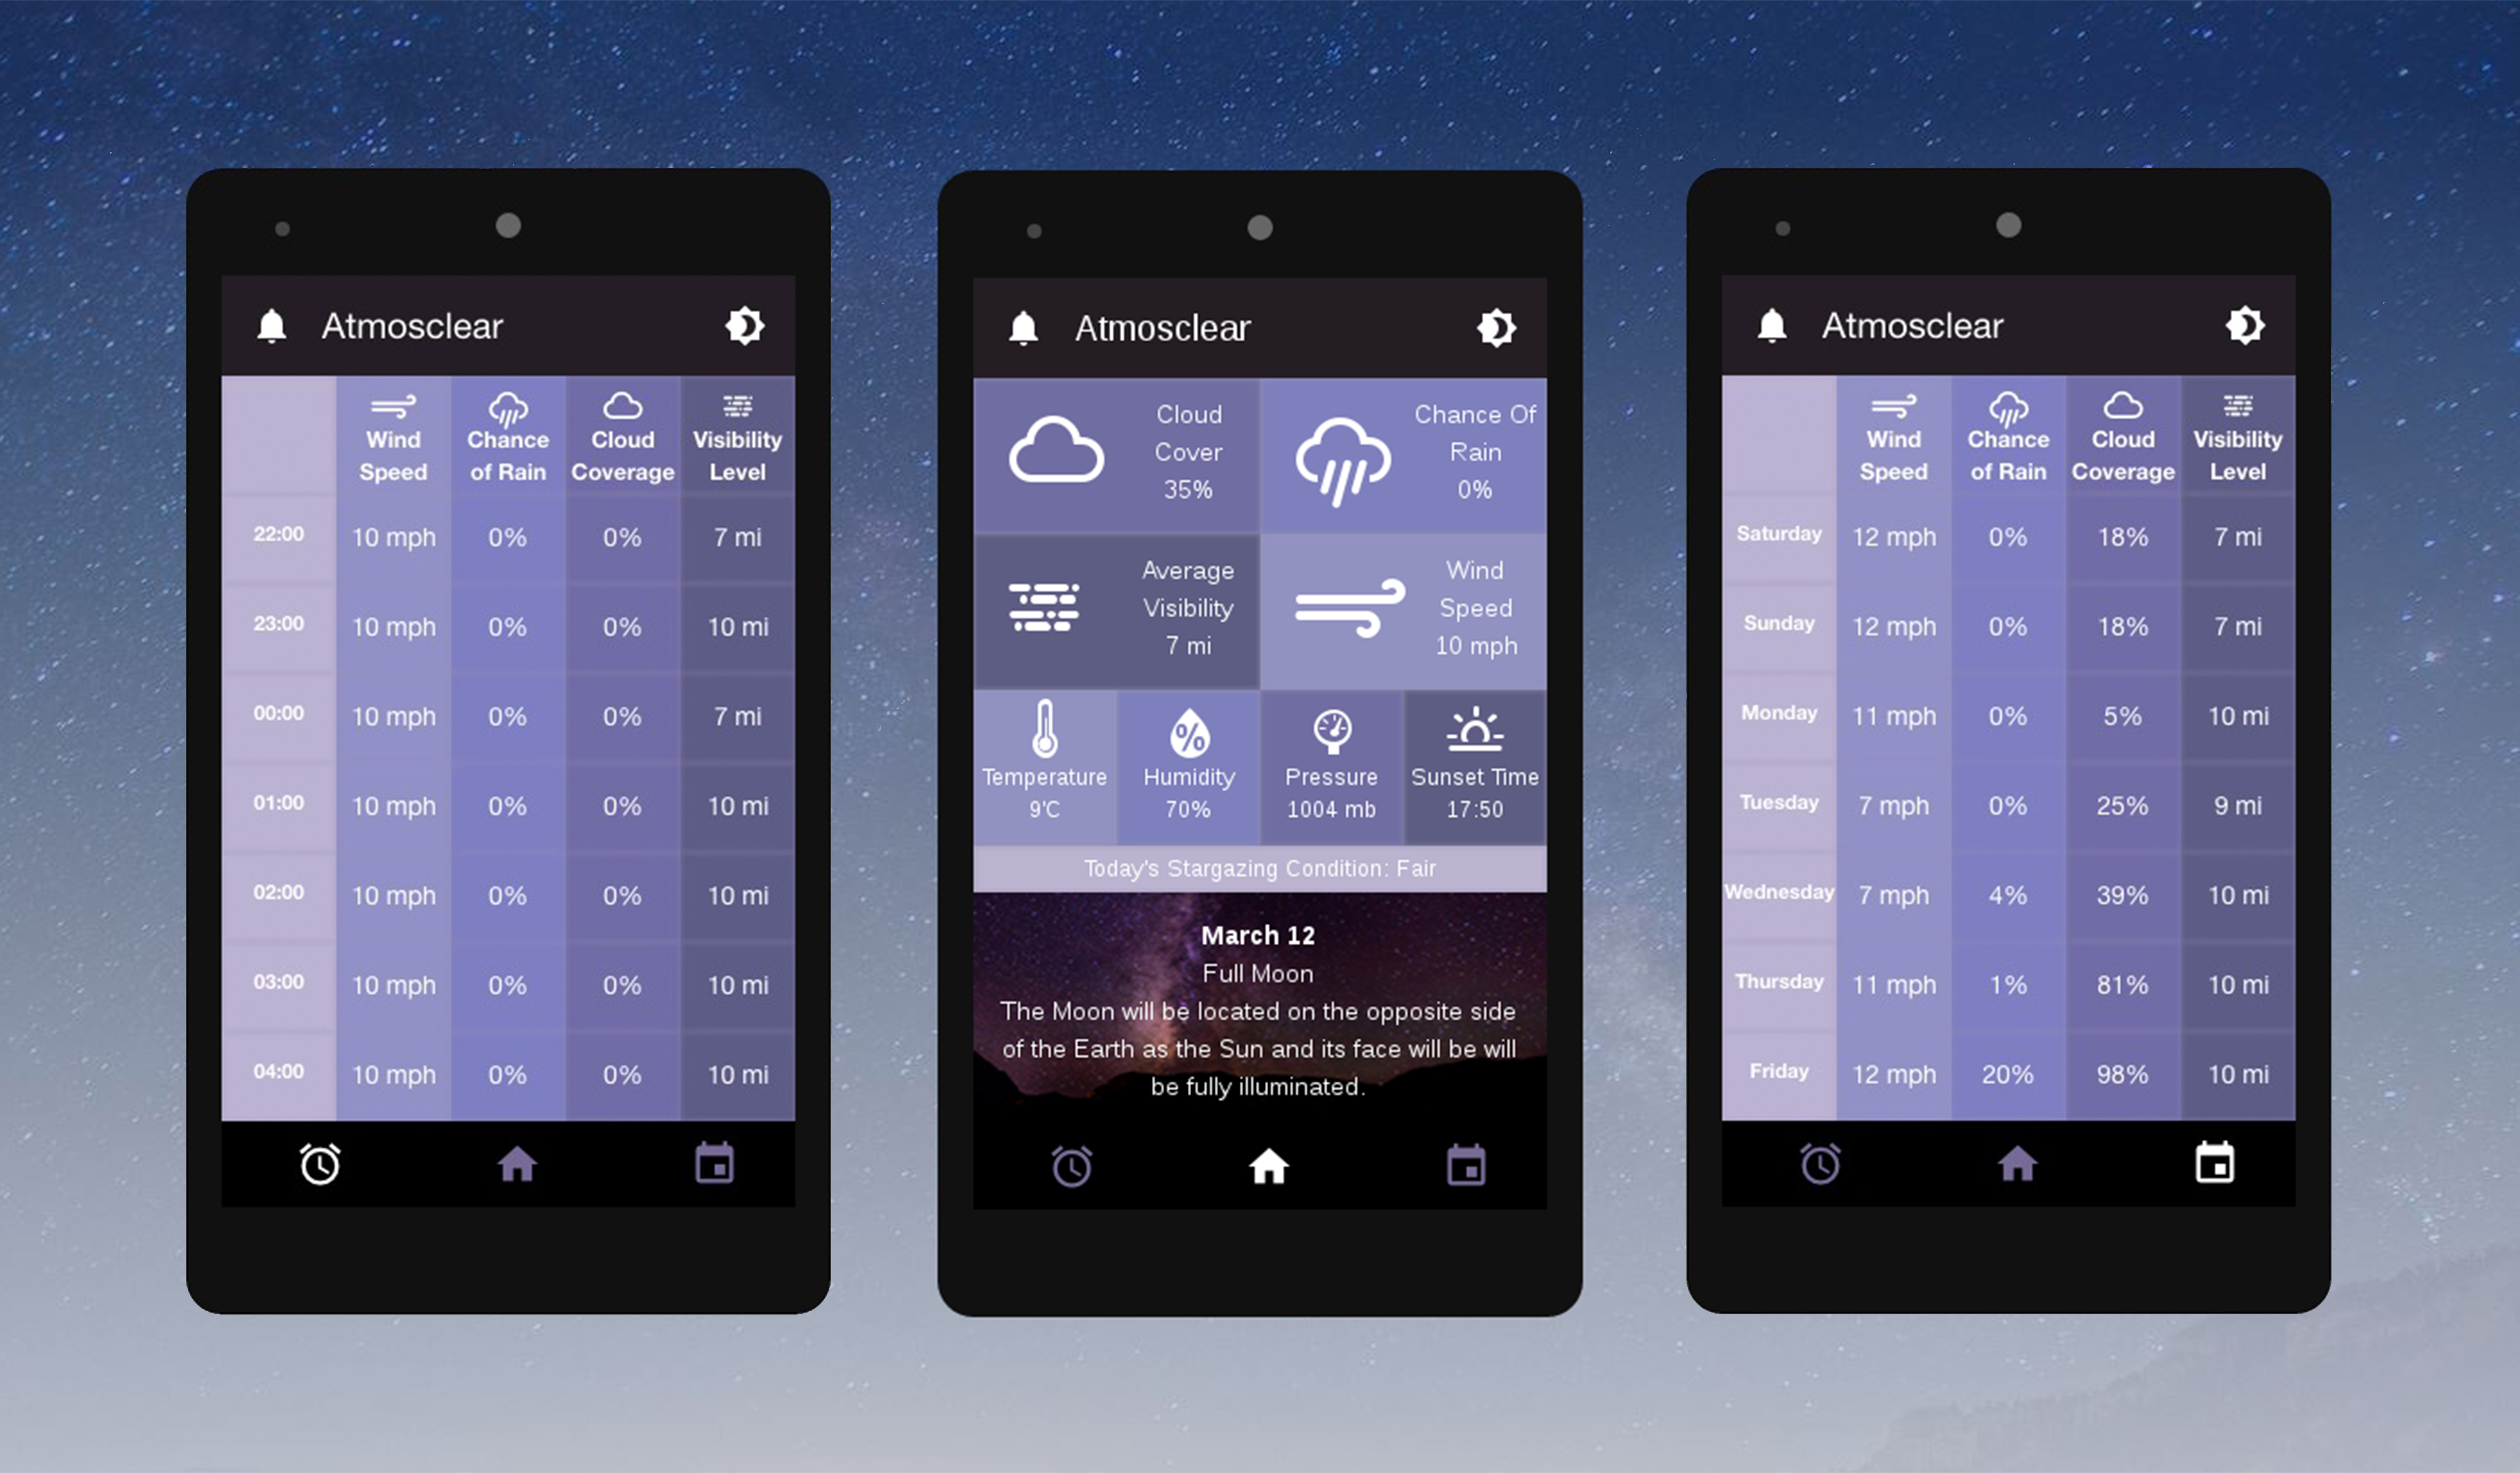 Atmosclear
Wind Speed Chance of Rain Cloud Coverage Visibility Level
22:00 10 mph 0% 0% 7 mi
23:00 10 mph 0% 0% 10 mi
00:00 10 mph 0% 0% 7 mi
01:00 10 mph 0% 0% 10 mi
02:00 10 mph 0% 0% 10 mi
03:00 10 mph 0% 0% 10 mi
04:00 10 mph 0% 0% 10 mi
Atmosclear
Cloud
Cover
35%
Chance Of
Rain
0%
Average
Visibility
7 mi
Wind
Speed
10 mph
%
Temperature
9'C
Humidity
70%
Pressure
1004 mb
Sunset Time
17:50
Today's Stargazing Condition: Fair
March 12
Full Moon
The Moon will be located on the opposite side
of the Earth as the Sun and its face will be will
be fully illuminated.
Atmosclear
Wind Speed Chance of Rain Cloud Coverage Visibility Level
Saturday 12 mph 0% 18% 7 mi
Sunday 12 mph 0% 18% 7 mi
Monday 11 mph 0% 5% 10 mi
Tuesday 7 mph 0% 25% 9 mi
Wednesday 7 mph 4% 39% 10 mi
Thursday 11 mph 1% 81% 10 mi
Friday 12 mph 20% 98% 10 mi